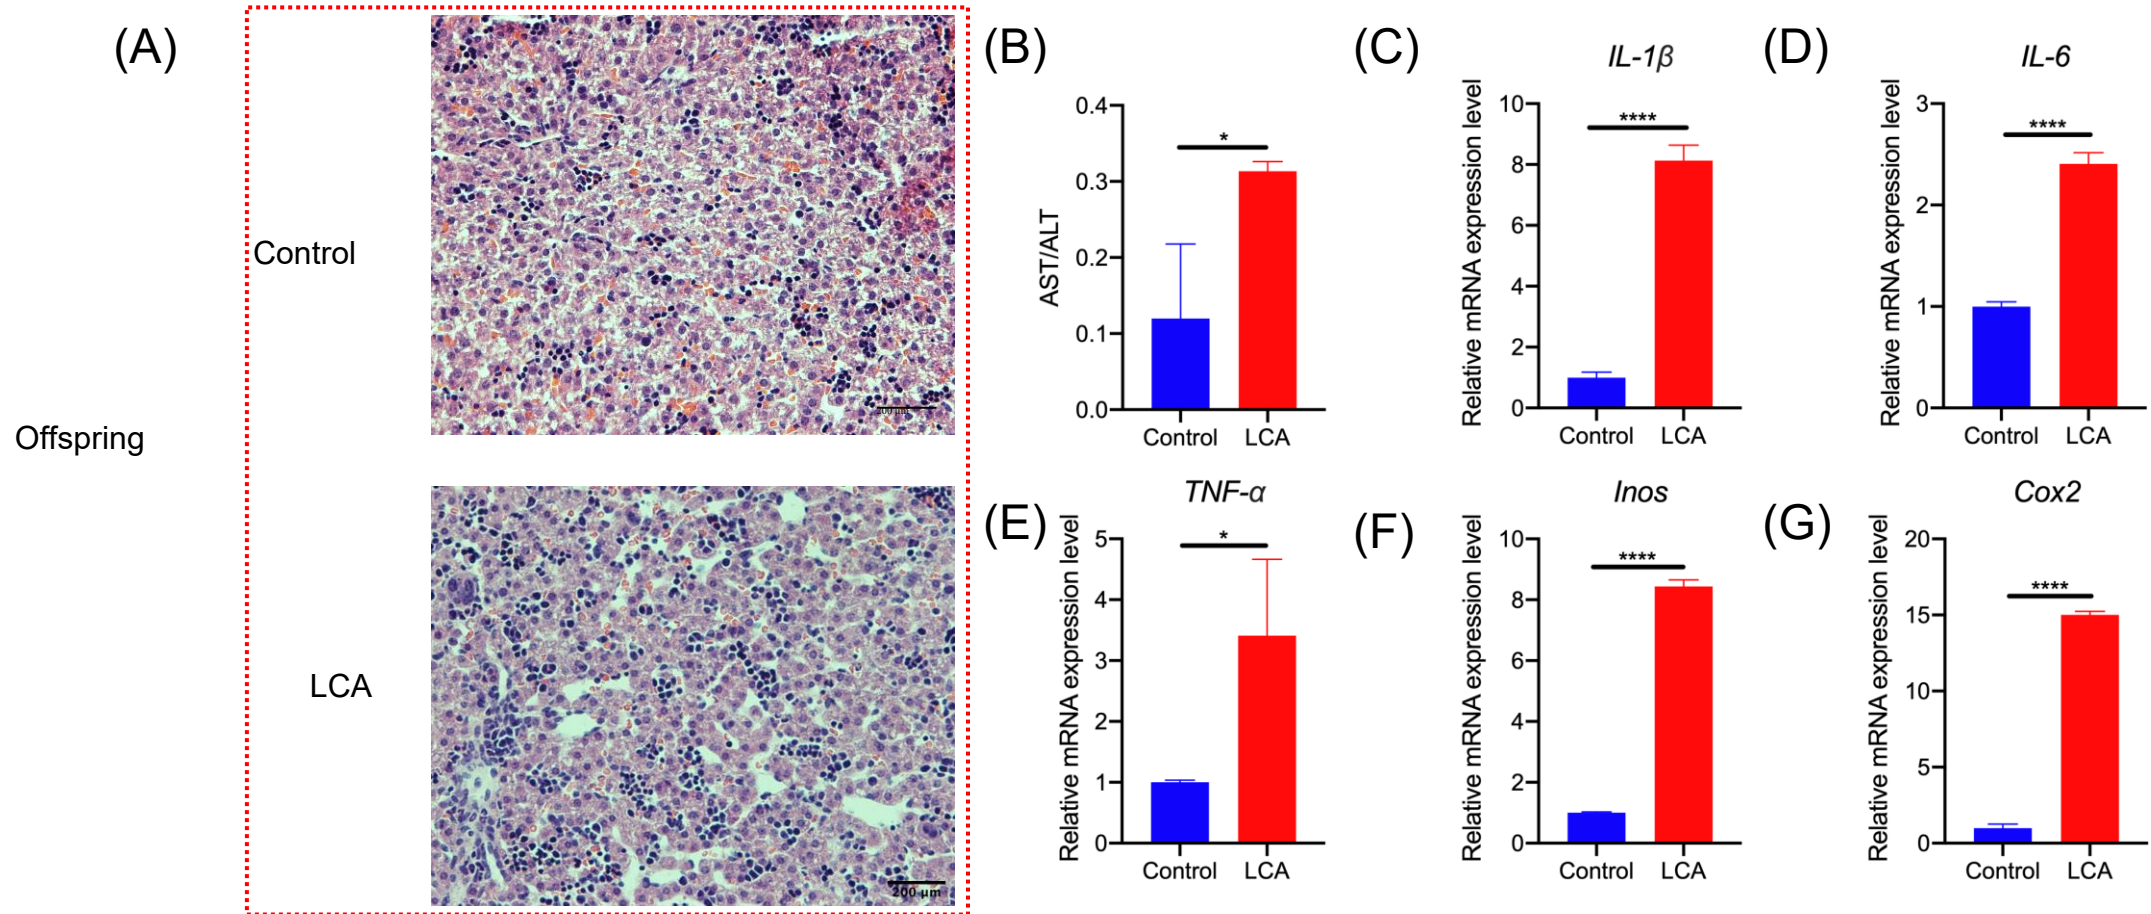 (A)
Offspring
Control
200 μm
LCA
200 μm
(B)
AST/ALT
0.4
0.3
0.2
0.1
0.0
*
Control LCA
(C)
IL-1β
Relative mRNA expression level
10
8
6
4
2
0
****
Control LCA
(D)
IL-6
Relative mRNA expression level
3
2
1
0
****
Control LCA
(E)
TNF-α
Relative mRNA expression level
5
4
3
2
1
0
*
Control LCA
(F)
Inos
Relative mRNA expression level
10
8
6
4
2
0
****
Control LCA
(G)
Cox2
Relative mRNA expression level
20
15
10
5
0
****
Control LCA